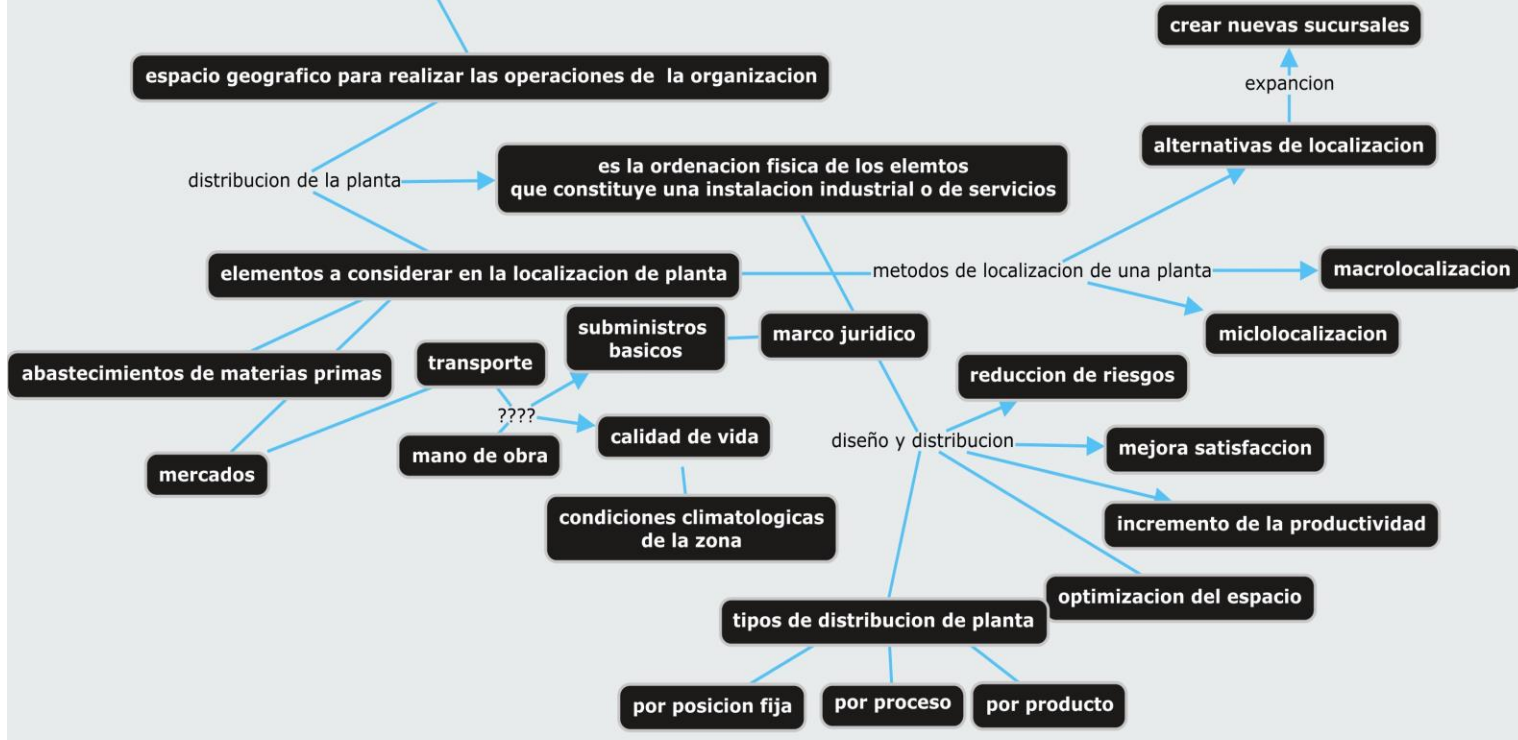 crear nuevas sucursales
espacio geografico para realizar las operaciones de la organizacion
expancion
alternativas de localizacion
es la ordenacion fisica de los elemtos
que constituye una instalacion industrial o de servicios
distribucion de la planta
elementos a considerar en la localizacion de planta
metodos de localizacion de una planta
macrolocalizacion
miclolocalizacion
subministros
basicos
marco juridico
abastecimientos de materias primas
transporte
reduccion de riesgos
????
calidad de vida
diseño y distribucion
mejora satisfaccion
mano de obra
mercados
condiciones climatologicas
de la zona
incremento de la productividad
optimizacion del espacio
tipos de distribucion de planta
por posicion fija
por proceso
por producto